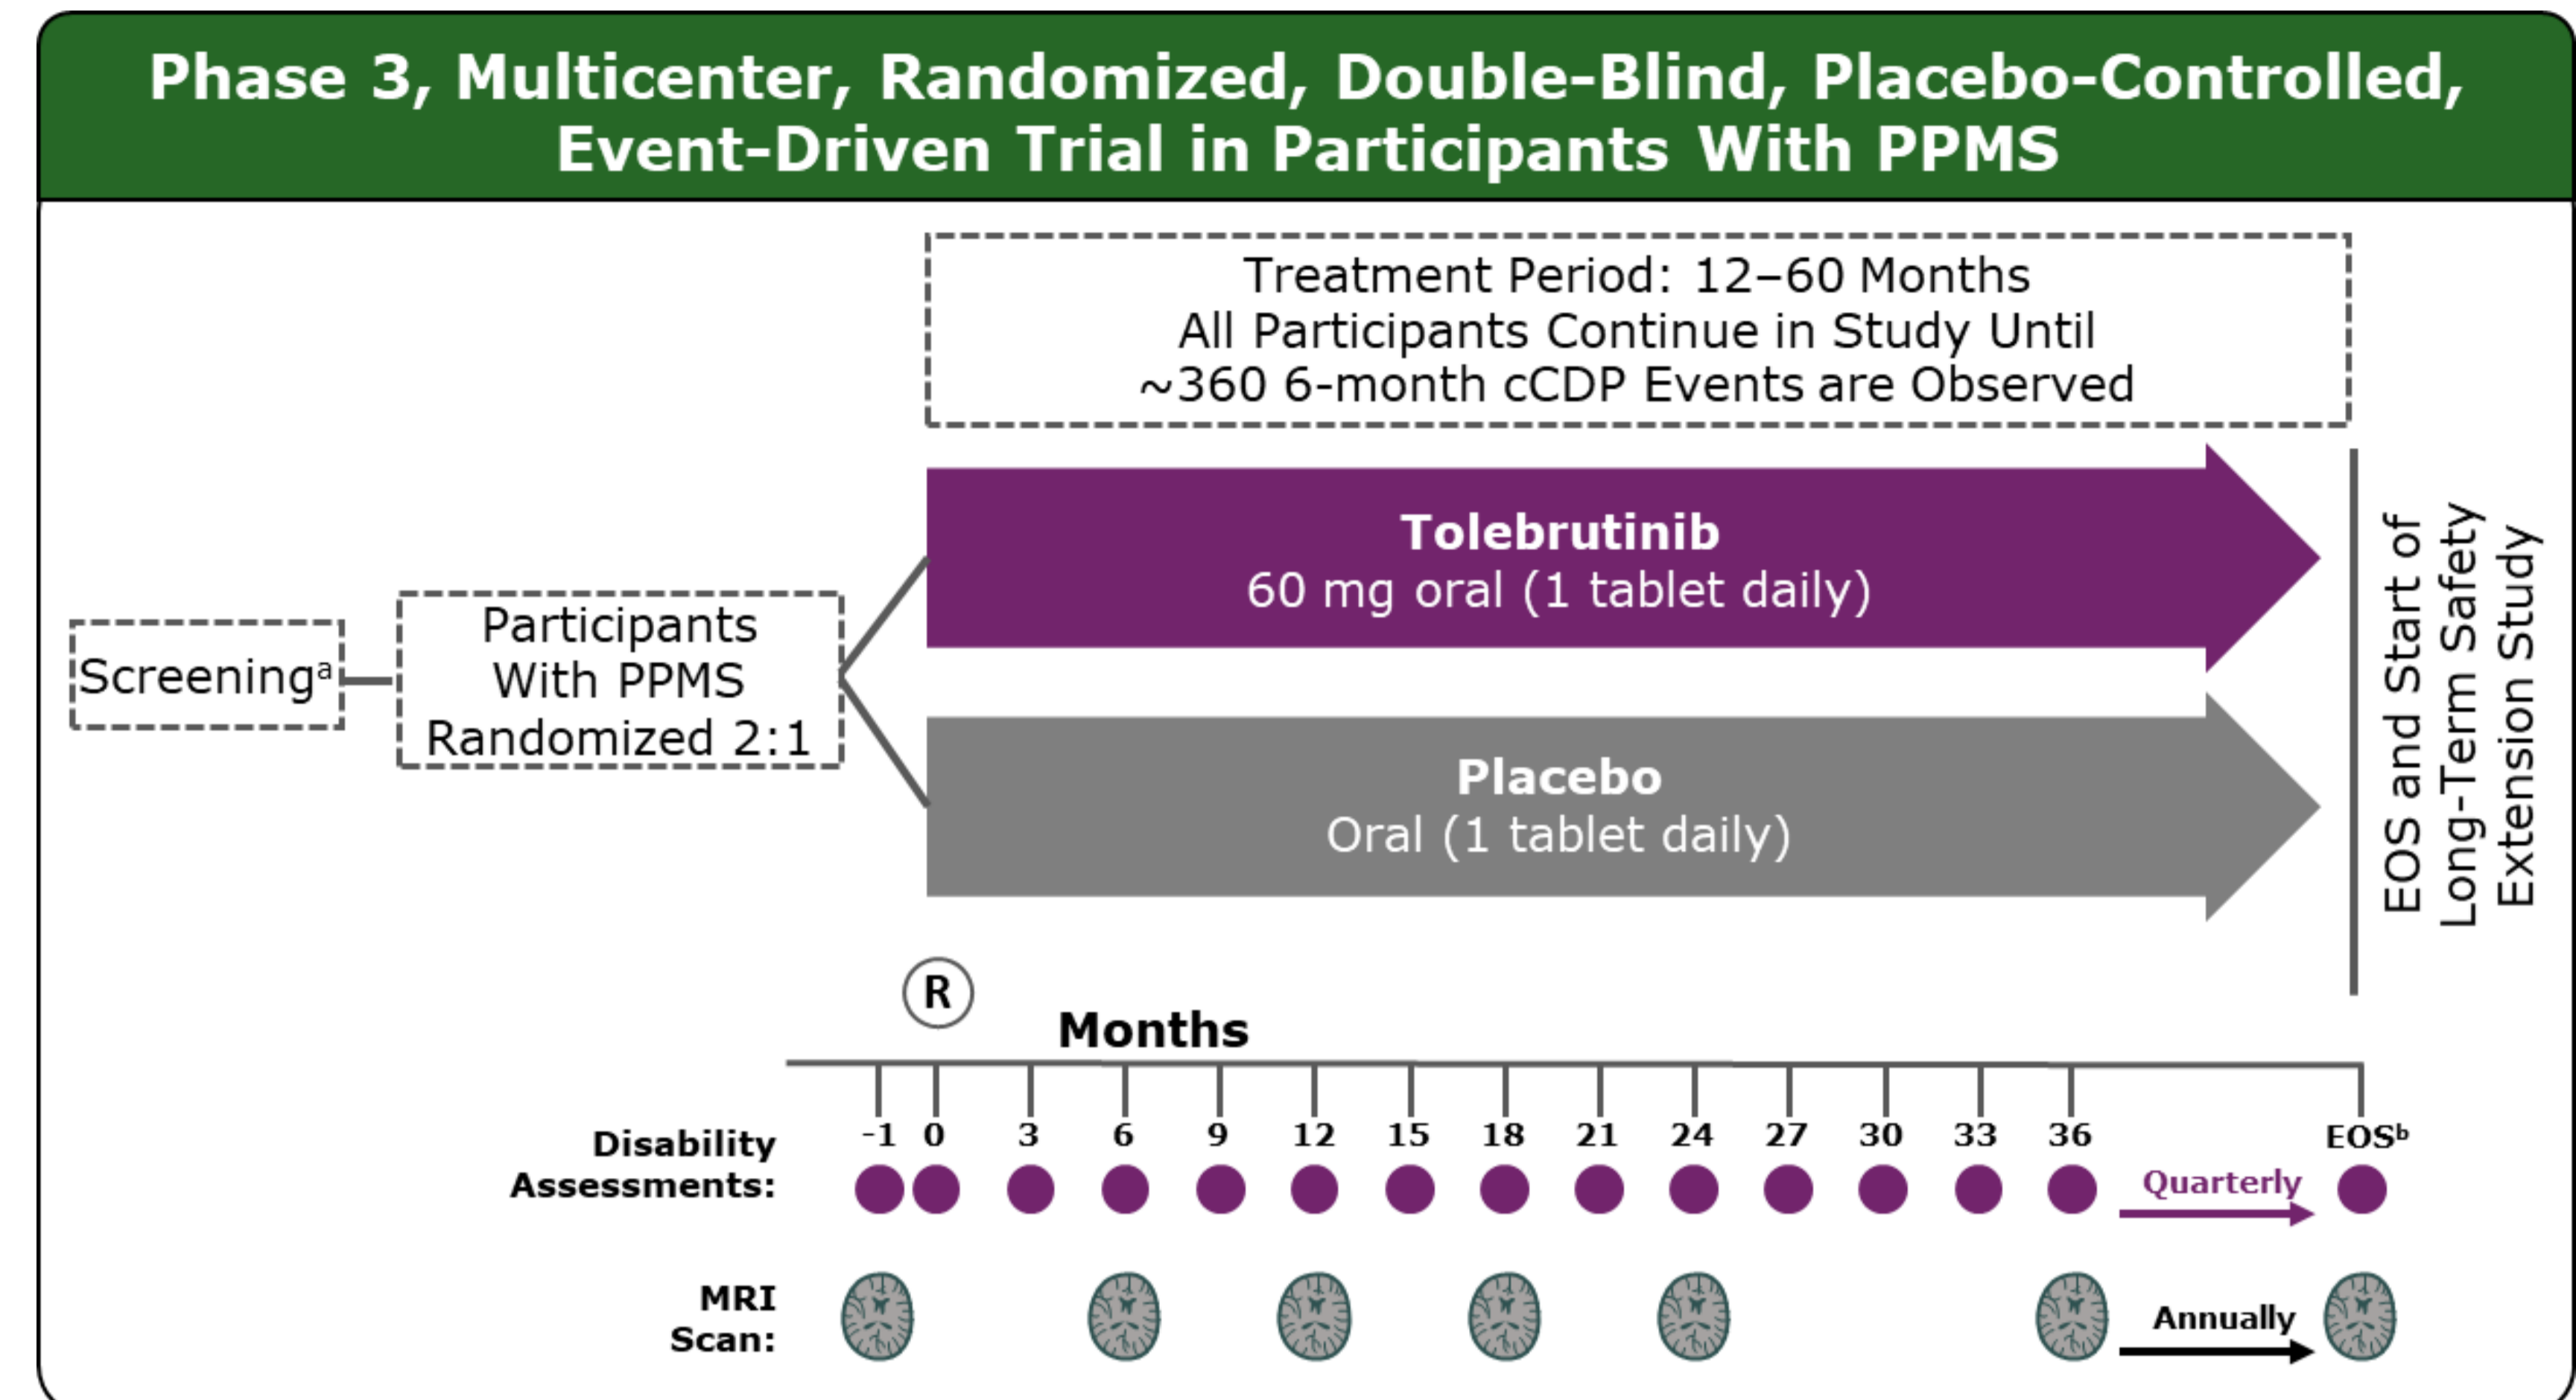 Phase 3, Multicenter, Randomized, Double-Blind, Placebo-Controlled,
Event-Driven Trial in Participants With PPMS
Treatment Period: 12–60 Months
All Participants Continue in Study Until
~360 6-month cCDP Events are Observed
Tolebrutinib
60 mg oral (1 tablet daily)
Screeningᵃ
Participants
With PPMS
Randomized 2:1
Placebo
Oral (1 tablet daily)
EOS and Start of
Long-Term Safety
Extension Study
R
Months
-1 0 3 6 9 12 15 18 21 24 27 30 33 36 EOSᵇ
Disability
Assessments:
Quarterly
MRI
Scan:
Annually